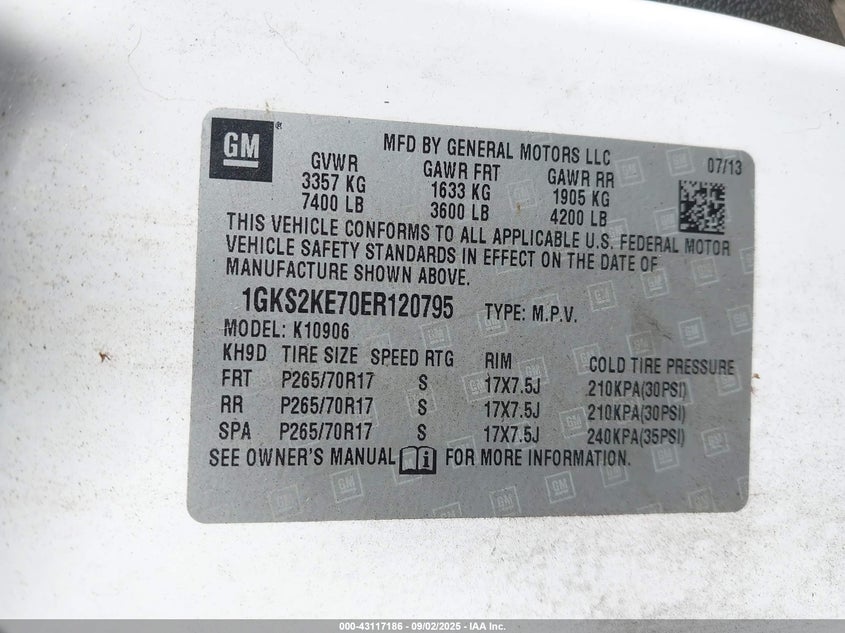 GM®
MFD BY GENERAL MOTORS LLC
07/13
GVWR GAWR FRT GAWR RR
3357 KG 1633 KG 1905 KG
7400 LB 3600 LB 4200 LB
THIS VEHICLE CONFORMS TO ALL APPLICABLE U.S. FEDERAL MOTOR
VEHICLE SAFETY STANDARDS IN EFFECT ON THE DATE OF
MANUFACTURE SHOWN ABOVE.
1GKS2KE70ER120795 TYPE: M.P.V.
MODEL: K10906
KH9D TIRE SIZE SPEED RTG RIM COLD TIRE PRESSURE
FRT P265/70R17 S 17X7.5J 210KPA(30PSI)
RR P265/70R17 S 17X7.5J 210KPA(30PSI)
SPA P265/70R17 S 17X7.5J 240KPA(35PSI)
SEE OWNER'S MANUAL FOR MORE INFORMATION.
000-43117186 - 09/02/2025 - IAA Inc.